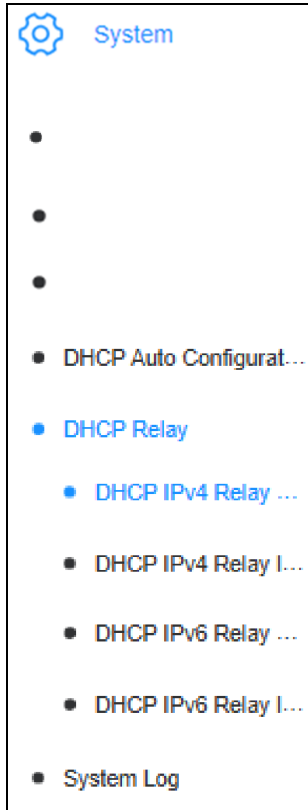 System
DHCP Auto Configurat...
DHCP Relay
DHCP IPv4 Relay ...
DHCP IPv4 Relay I...
DHCP IPv6 Relay ...
DHCP IPv6 Relay I...
System Log